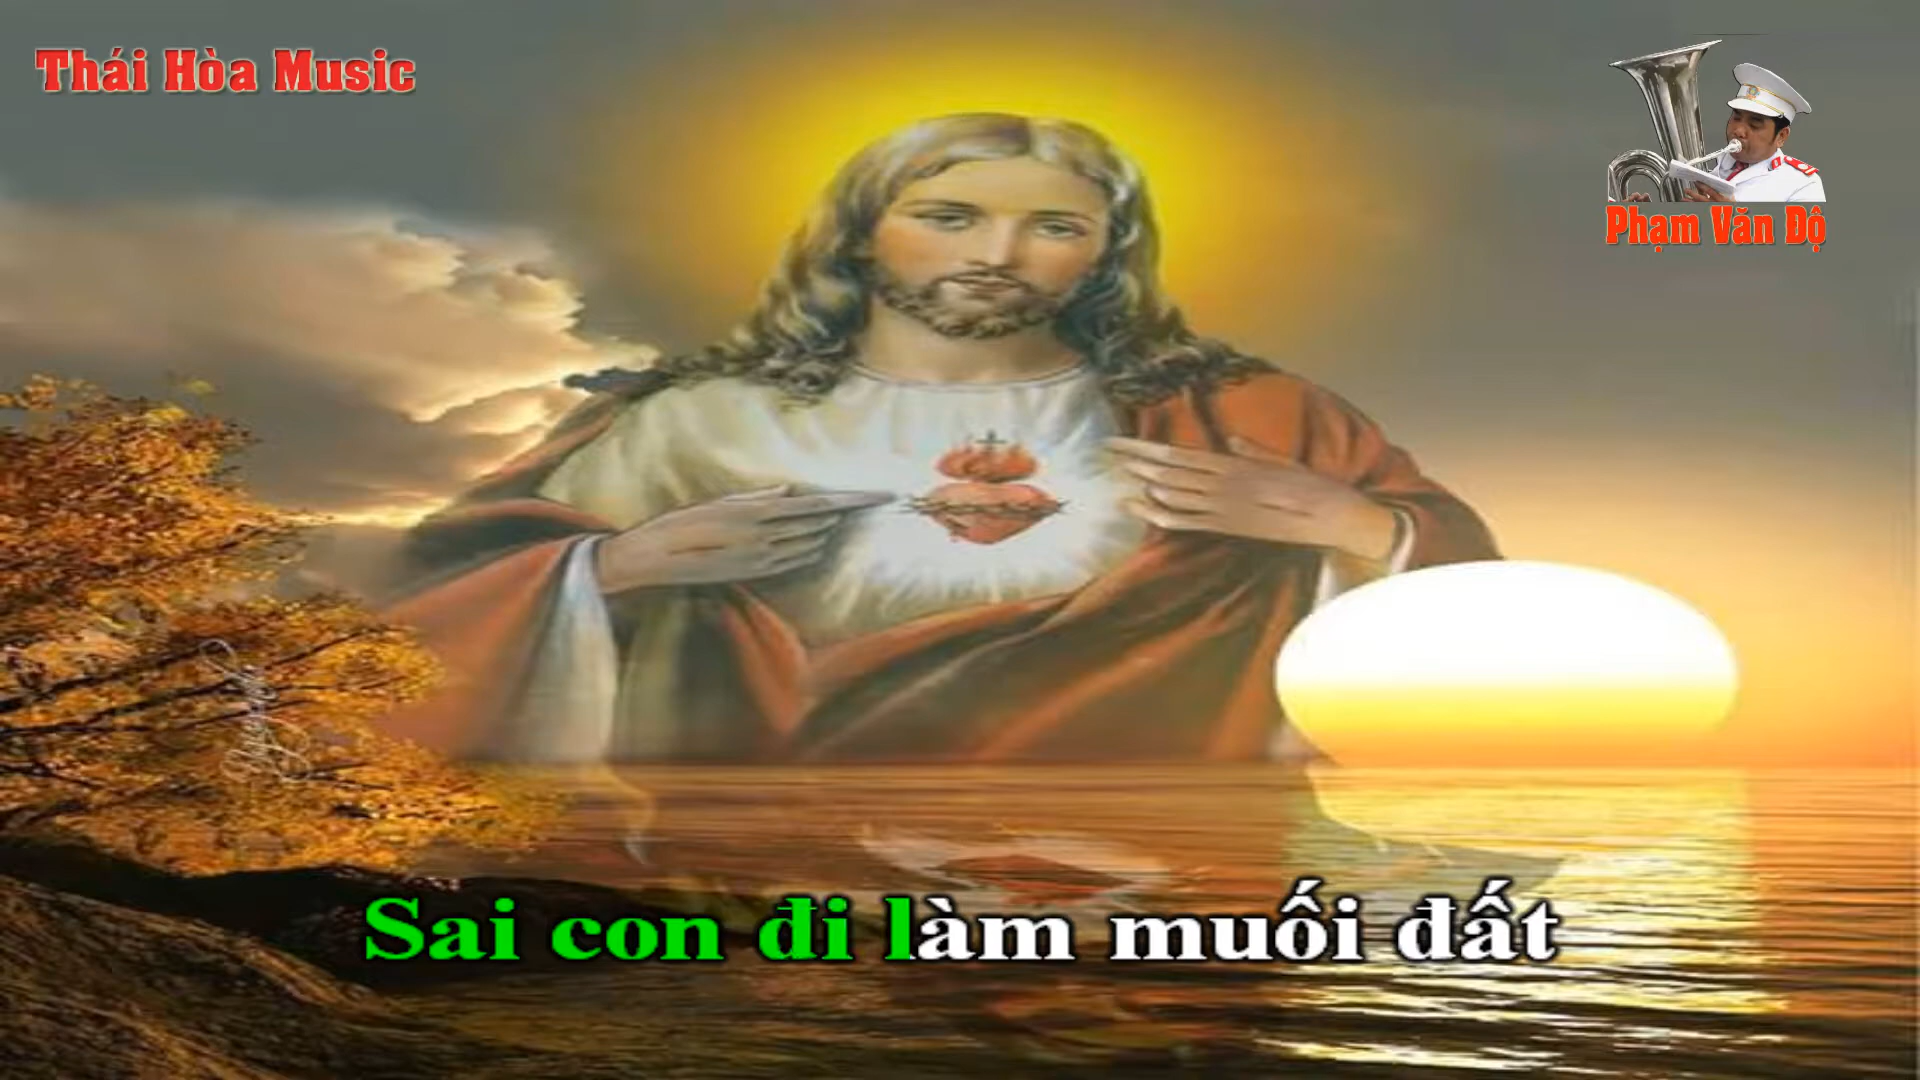 Thái Hòa Music
Phạm Văn Độ
Sai con đi làm muối đất